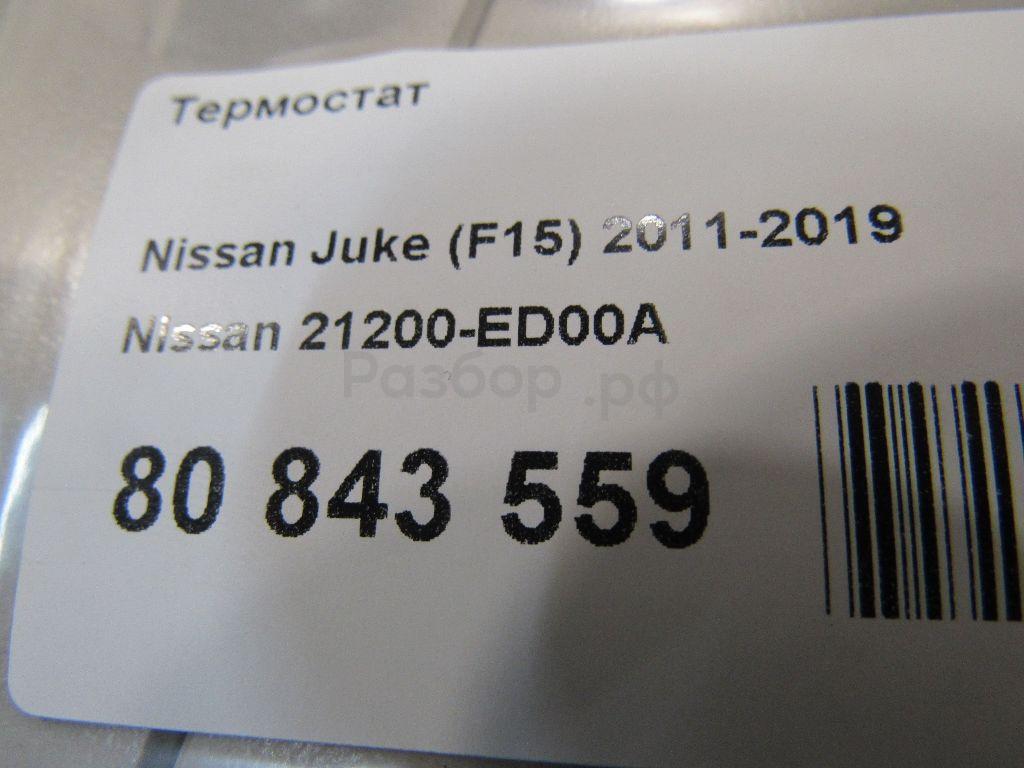 Термостат
Nissan Juke (F15) 2011-2019
Nissan 21200-ED00A
Разбор.рф
80 843 559